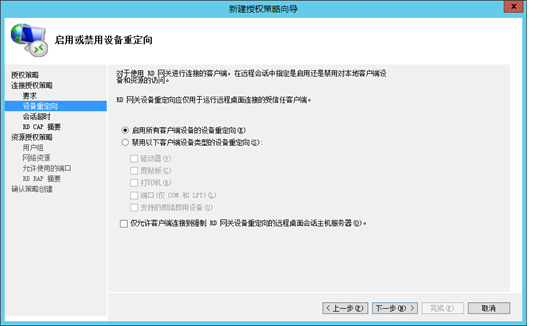 新建授权策略向导
启用或禁用设备重定向
授权策略
连接授权策略
要求
设备重定向
会话超时
RD CAP 摘要
资源授权策略
用户组
网络资源
允许使用的端口
RD RAP 摘要
确认策略创建
对于使用 RD 网关进行连接的客户端，在远程会话中指定是启用还是禁用对本地客户端设
备和资源的访问。
RD 网关设备重定向应仅用于运行远程桌面连接的受信任客户端。
启用所有客户端设备的设备重定向(E)
禁用以下客户端设备类型的设备重定向(S):
驱动器(V)
剪贴板(C)
打印机(R)
端口(仅 COM 和 LPT)(L)
支持的即插即用设备(U)
仅允许客户端连接到强制 RD 网关设备重定向的远程桌面会话主机服务器(O)。
< 上一步(P)
下一步(N) >
完成(F)
取消